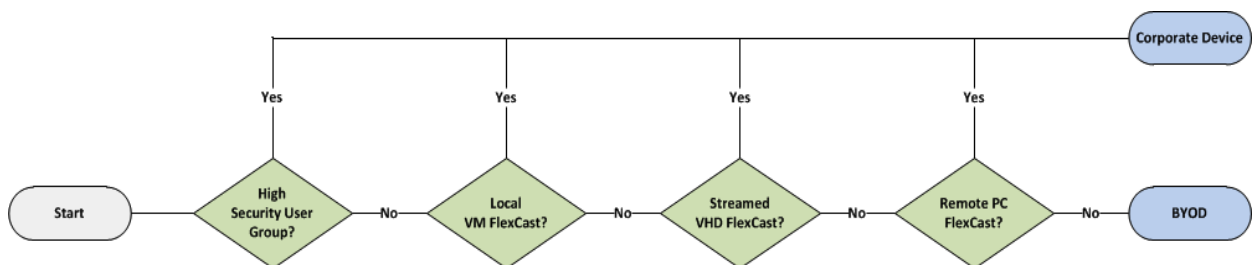 Corporate Device
Yes
Yes
Yes
Yes
Start
High
Security User
Group?
No
Local
VM FlexCast?
No
Streamed
VHD FlexCast?
No
Remote PC
FlexCast?
No
BYOD